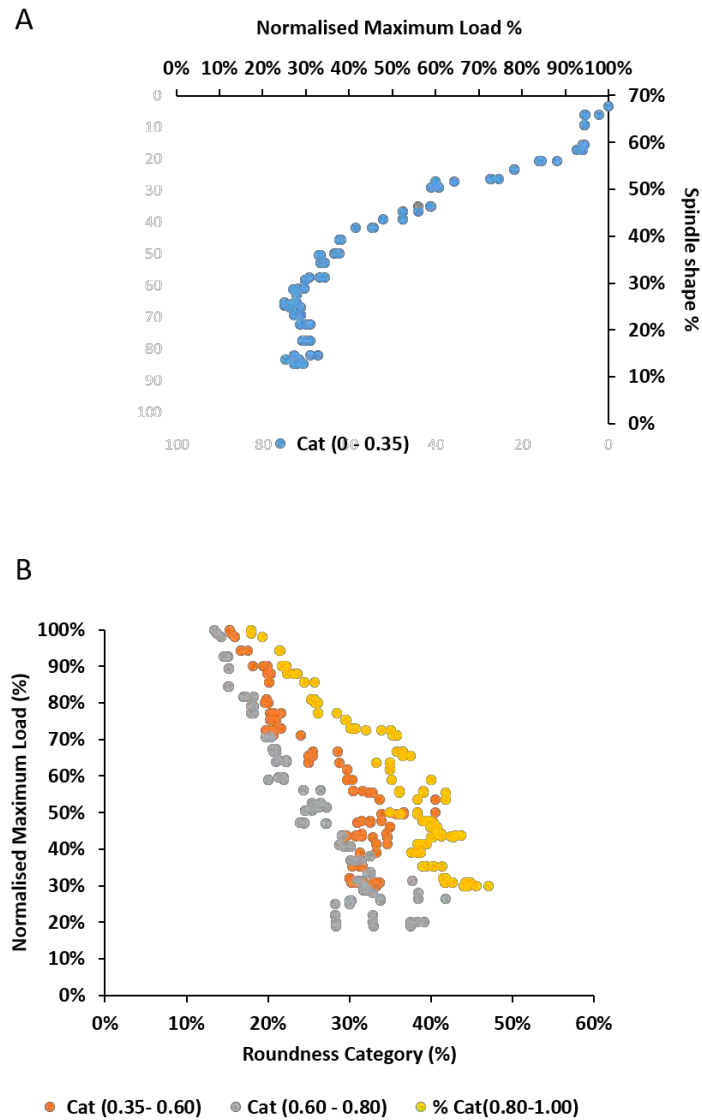 A
Normalised Maximum Load %
0% 10% 20% 30% 40% 50% 60% 70% 80% 90% 100%
0
10
20
30
40
50
60
70
80
90
100
70%
60%
50%
40%
30%
20%
10%
0%
Spindle shape %
100 80 60 40 20 0
Cat (0 - 0.35)
B
Normalised Maximum Load (%)
100%
90%
80%
70%
60%
50%
40%
30%
20%
10%
0%
0% 10% 20% 30% 40% 50% 60%
Roundness Category (%)
Cat (0.35- 0.60) Cat (0.60 - 0.80) % Cat(0.80-1.00)